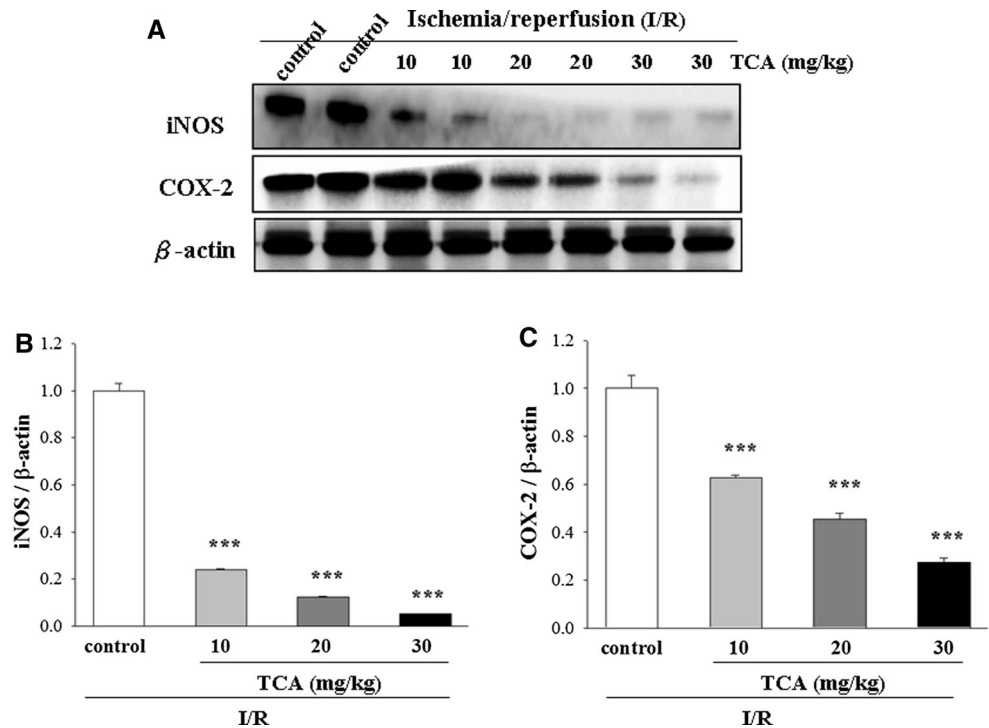 A
Ischemia/reperfusion (I/R)
control control 10 10 20 20 30 30 TCA (mg/kg)
iNOS
COX-2
β-actin
B
iNOS / β-actin
1.2
1.0
0.8
0.6
0.4
0.2
0.0
***
***
***
control 10 20 30
TCA (mg/kg)
I/R
C
COX-2 / β-actin
1.2
1.0
0.8
0.6
0.4
0.2
0.0
***
***
***
control 10 20 30
TCA (mg/kg)
I/R